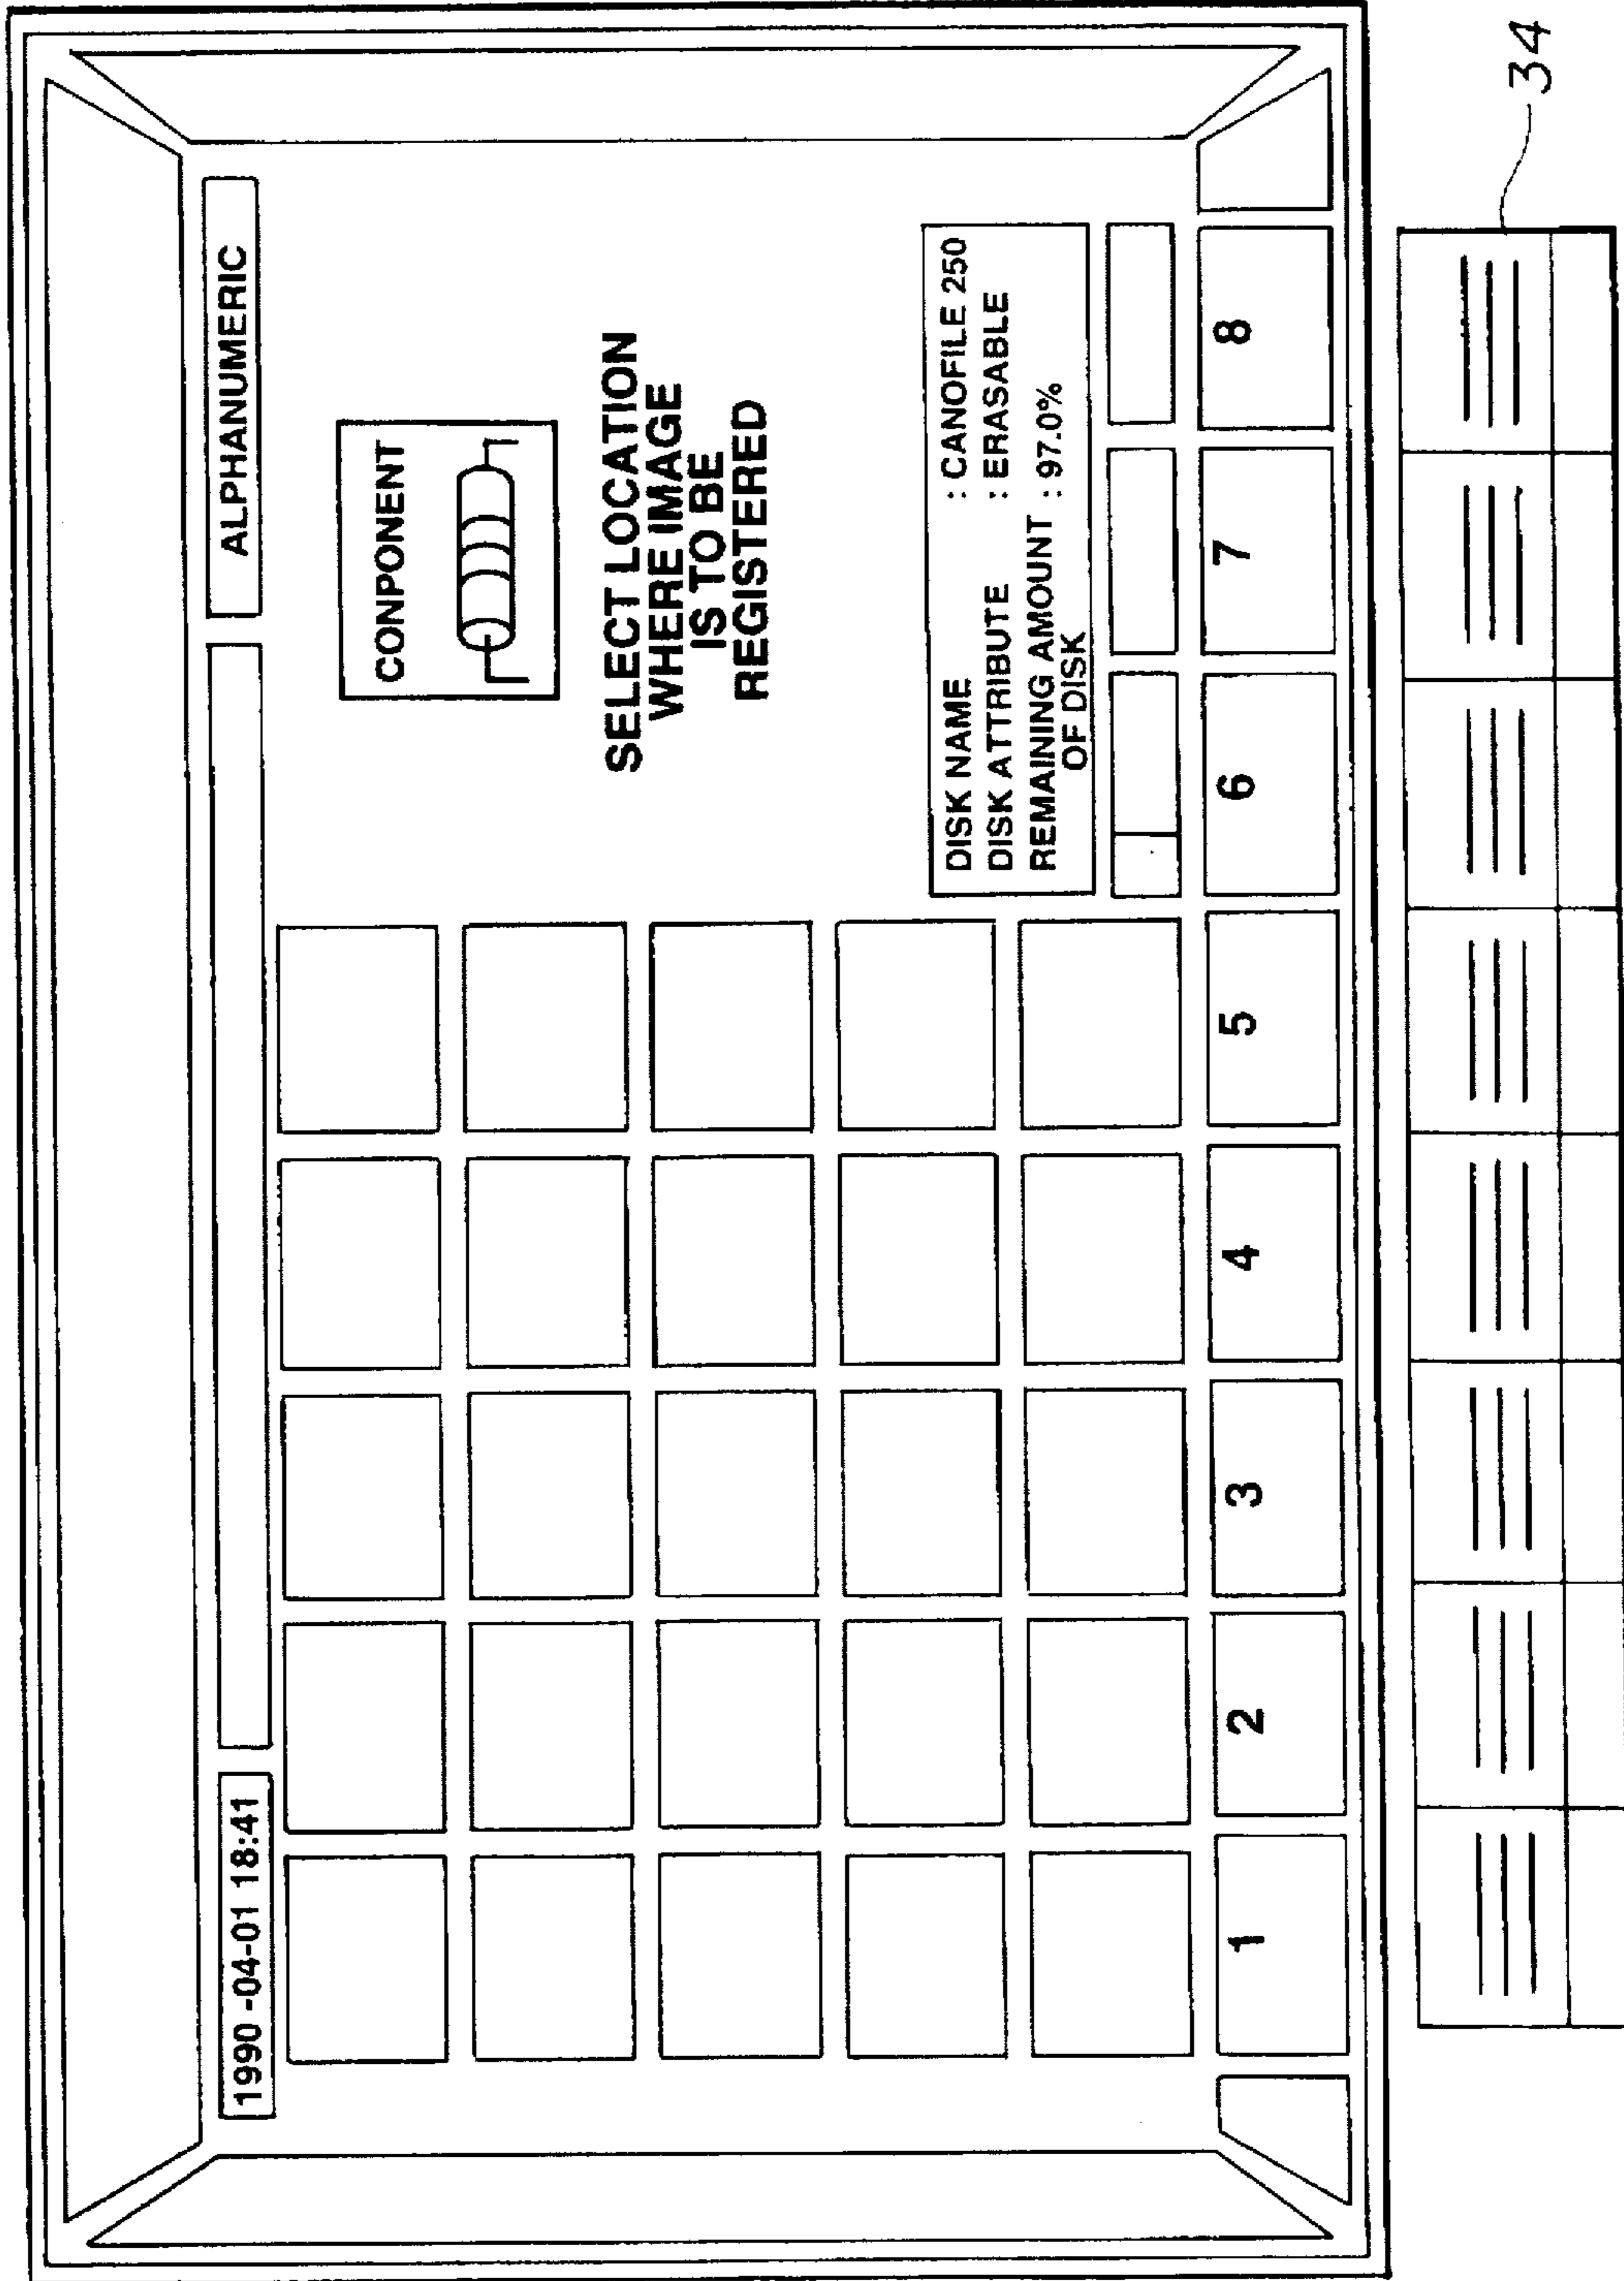 1990 -04-01 18:41
ALPHANUMERIC
CONPONENT
SELECT LOCATION
WHERE IMAGE
IS TO BE
REGISTERED
DISK NAME : CANOFILE 250
DISK ATTRIBUTE : ERASABLE
REMAINING AMOUNT : 97.0%
OF DISK
1 2 3 4 5 6 7 8
34